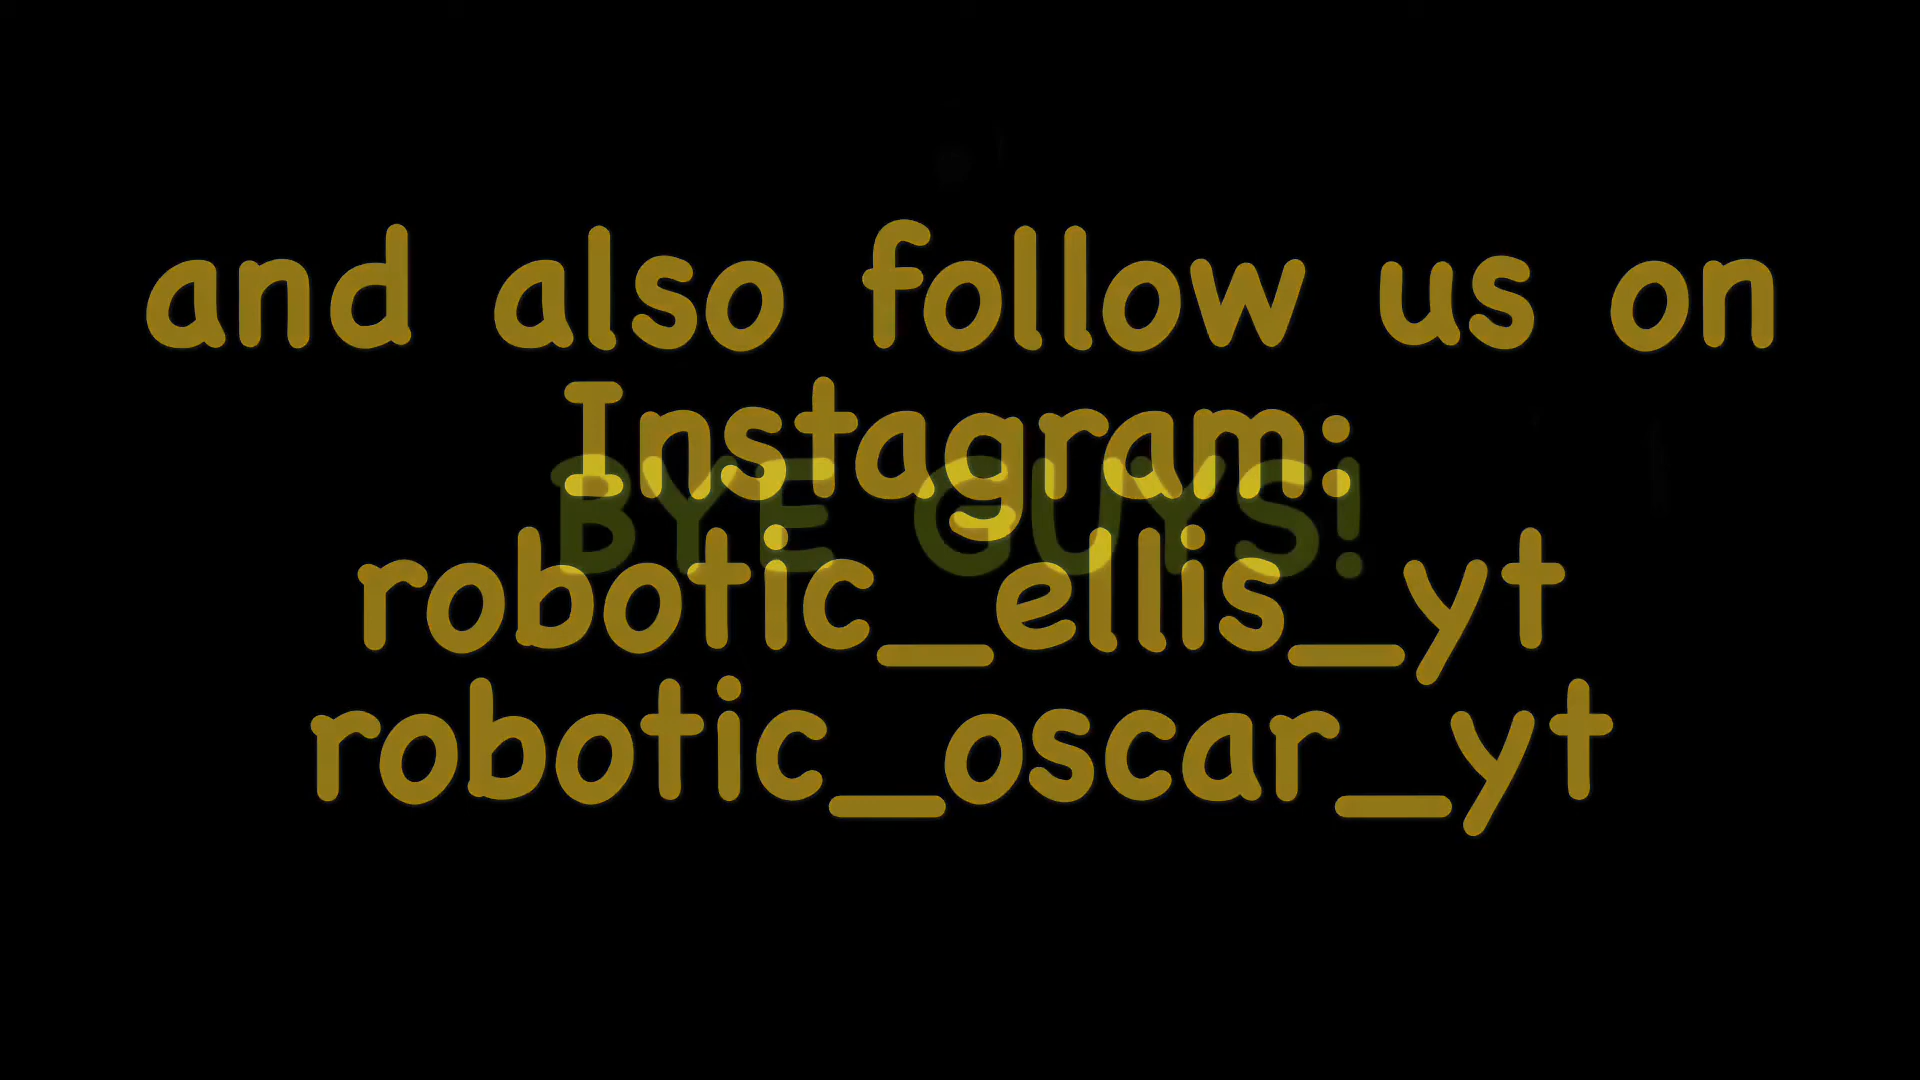 and also follow us on
Instagram:
BYE GUYS!
robotic_ellis_yt
robotic_oscar_yt